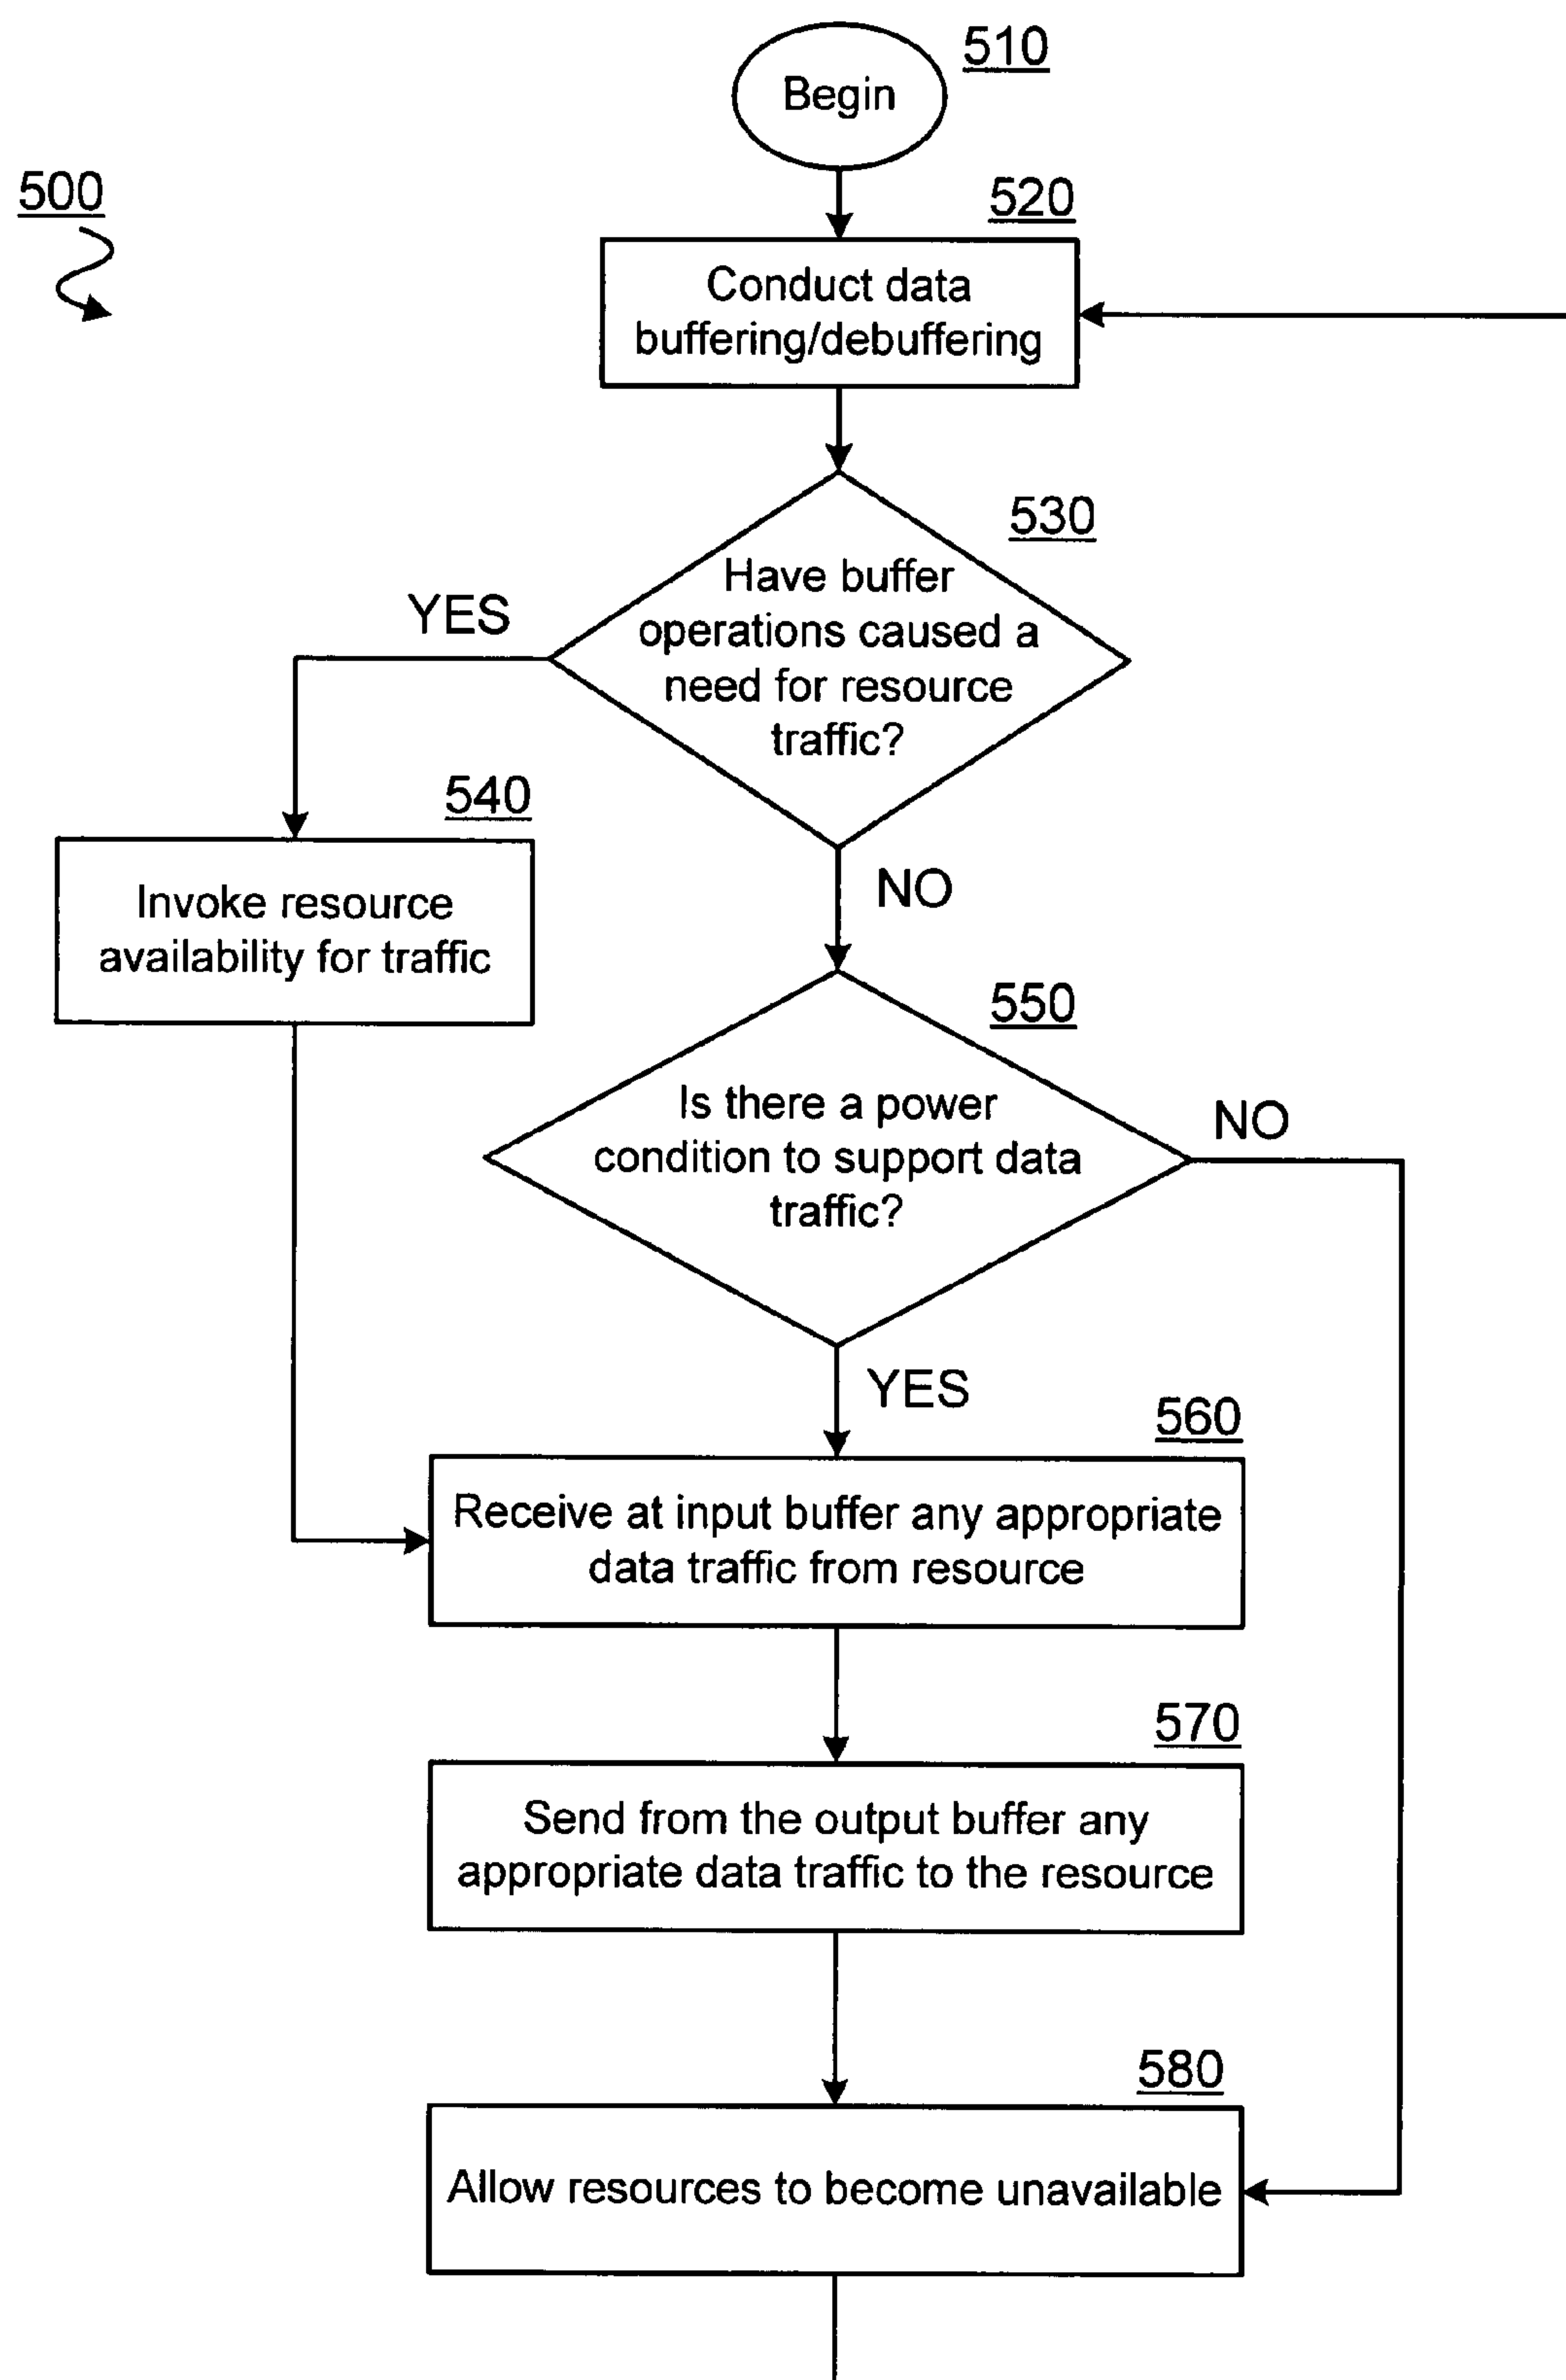 510
Begin
500
520
Conduct data
buffering/debuffering
530
Have buffer
operations caused a
need for resource
traffic?
YES
540
Invoke resource
availability for traffic
NO
550
Is there a power
condition to support data
traffic?
NO
YES
560
Receive at input buffer any appropriate
data traffic from resource
570
Send from the output buffer any
appropriate data traffic to the resource
580
Allow resources to become unavailable